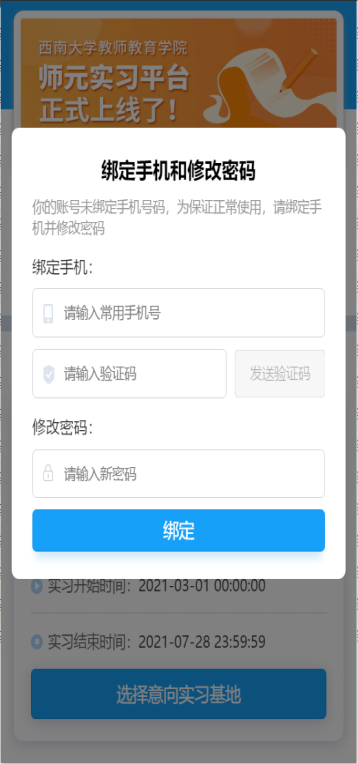 西南大学教师教育学院
师元实习平台
正式上线了！
绑定手机和修改密码
你的账号未绑定手机号码，为保证正常使用，请绑定手
机并修改密码
绑定手机：
请输入常用手机号
请输入验证码
发送验证码
修改密码：
请输入新密码
绑定
实习开始时间：2021-03-01 00:00:00
实习结束时间：2021-07-28 23:59:59
选择意向实习基地